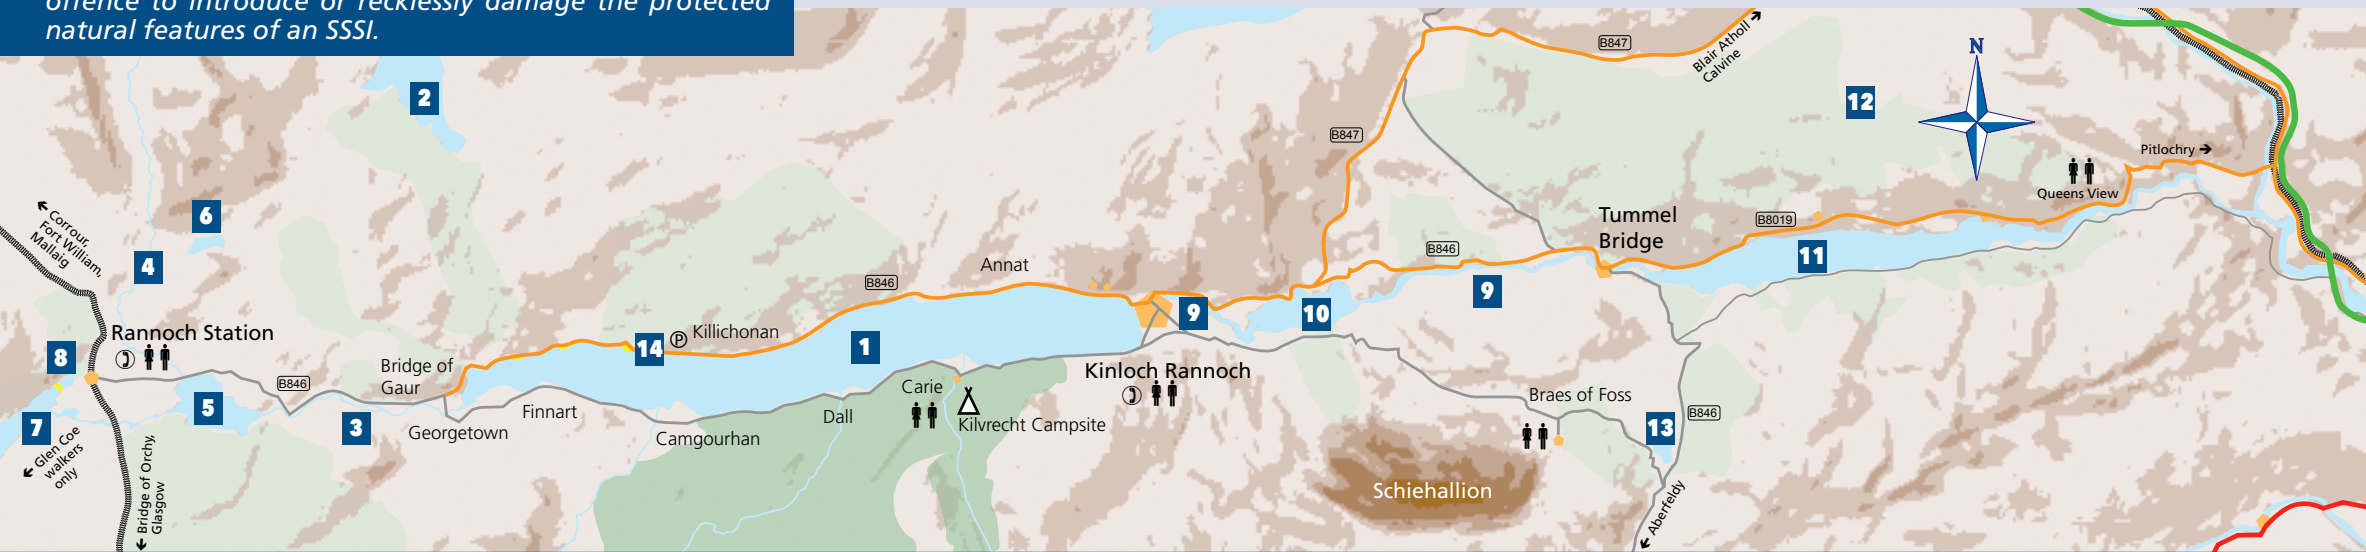 offence to introduce or recklessly damage the protected
natural features of an SSSI.
B847
Blair Atholl
Calvine
N
2
12
B847
Pitlochry
Queens View
6
Corrour,
Fort William,
Mallaig
Tummel
Bridge
B8019
B846
4
Annat
11
B846
9
9
10
Rannoch Station
Killichonan
P
14
1
8
Bridge of
Gaur
B846
Kinloch Rannoch
Carie
Braes of Foss
5
3
Finnart
Dall
Kilvrecht Campsite
B846
13
7
Georgetown
Camgourhan
Glen Coe
walkers
only
Bridge of Orchy,
Glasgow
Schiehallion
Aberfeldy